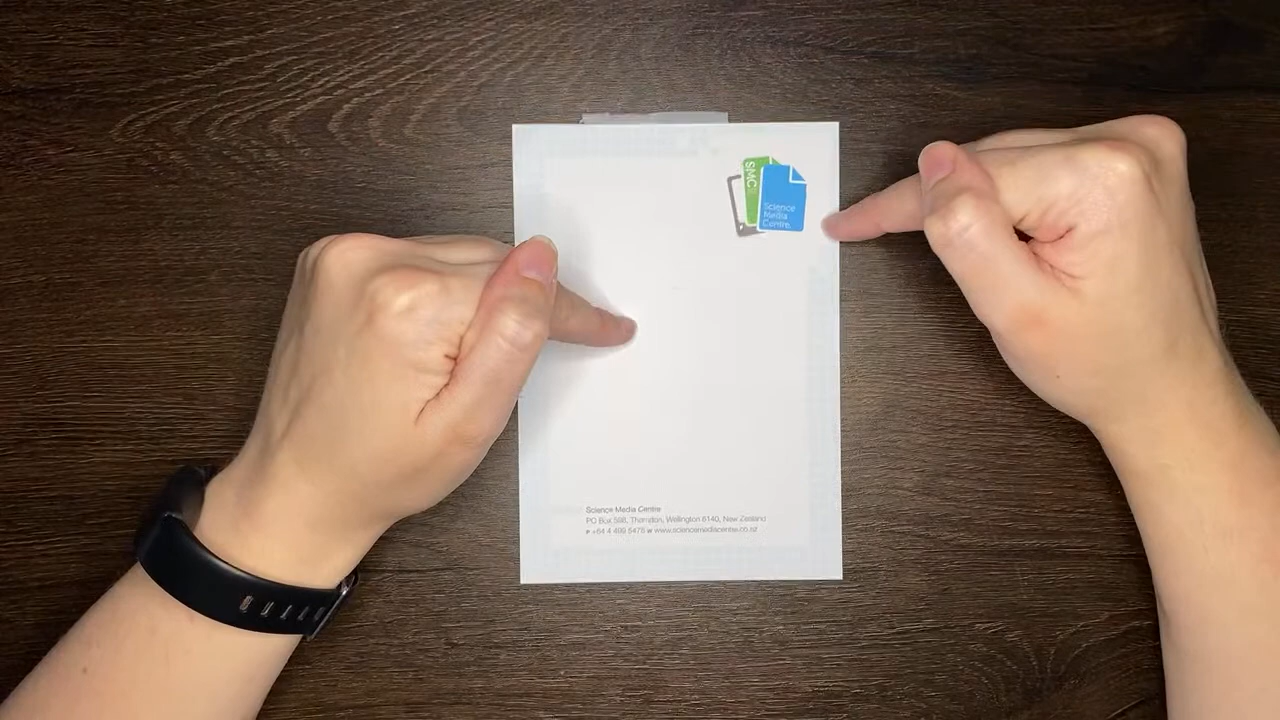 SMC
Science
Media
Centre.
Science Media Centre
PO Box 598, Thorndon, Wellington 6140, New Zealand
P +64 4 499 5476 W www.sciencemediacentre.co.nz